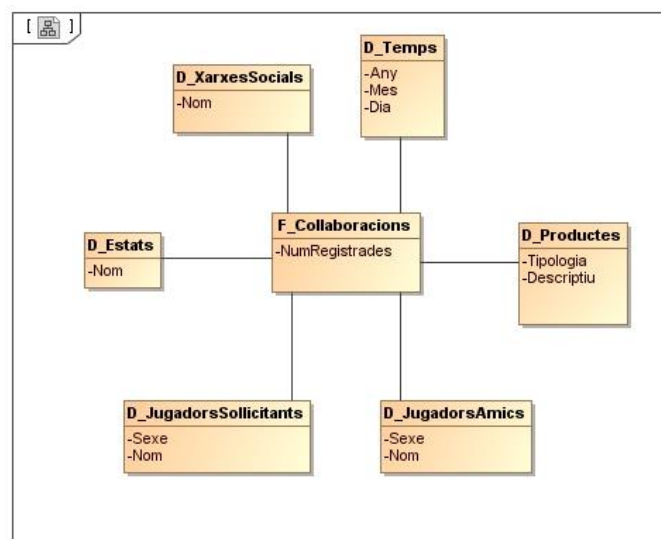 D_Temps
-Any
-Mes
-Dia
D_XarxesSocials
-Nom
F_Collaboracions
-NumRegistrades
D_Estats
-Nom
D_Productes
-Tipologia
-Descriptiu
D_JugadorsSollicitants
-Sexe
-Nom
D_JugadorsAmics
-Sexe
-Nom